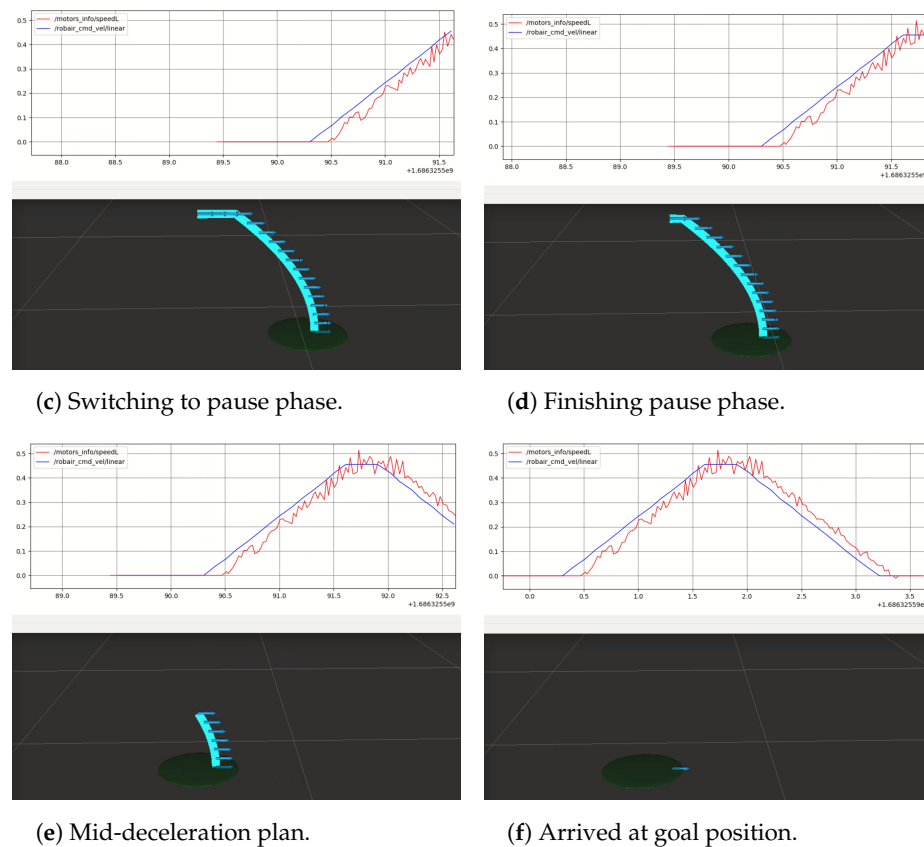 /motors_info/speedL
/robair_cmd_vel/linear
0.5
0.4
0.3
0.2
0.1
0.0
88.0 88.5 89.0 89.5 90.0 90.5 91.0 91.5
+1.6863255e9
(c) Switching to pause phase.
/motors_info/speedL
/robair_cmd_vel/linear
0.5
0.4
0.3
0.2
0.1
0.0
88.0 88.5 89.0 89.5 90.0 90.5 91.0 91.5
+1.6863255e9
(d) Finishing pause phase.
/motors_info/speedL
/robair_cmd_vel/linear
0.5
0.4
0.3
0.2
0.1
0.0
89.0 89.5 90.0 90.5 91.0 91.5 92.0 92.5
+1.6863255e9
(e) Mid-deceleration plan.
/motors_info/speedL
/robair_cmd_vel/linear
0.5
0.4
0.3
0.2
0.1
0.0
0.0 0.5 1.0 1.5 2.0 2.5 3.0 3.5
+1.68632559e9
(f) Arrived at goal position.